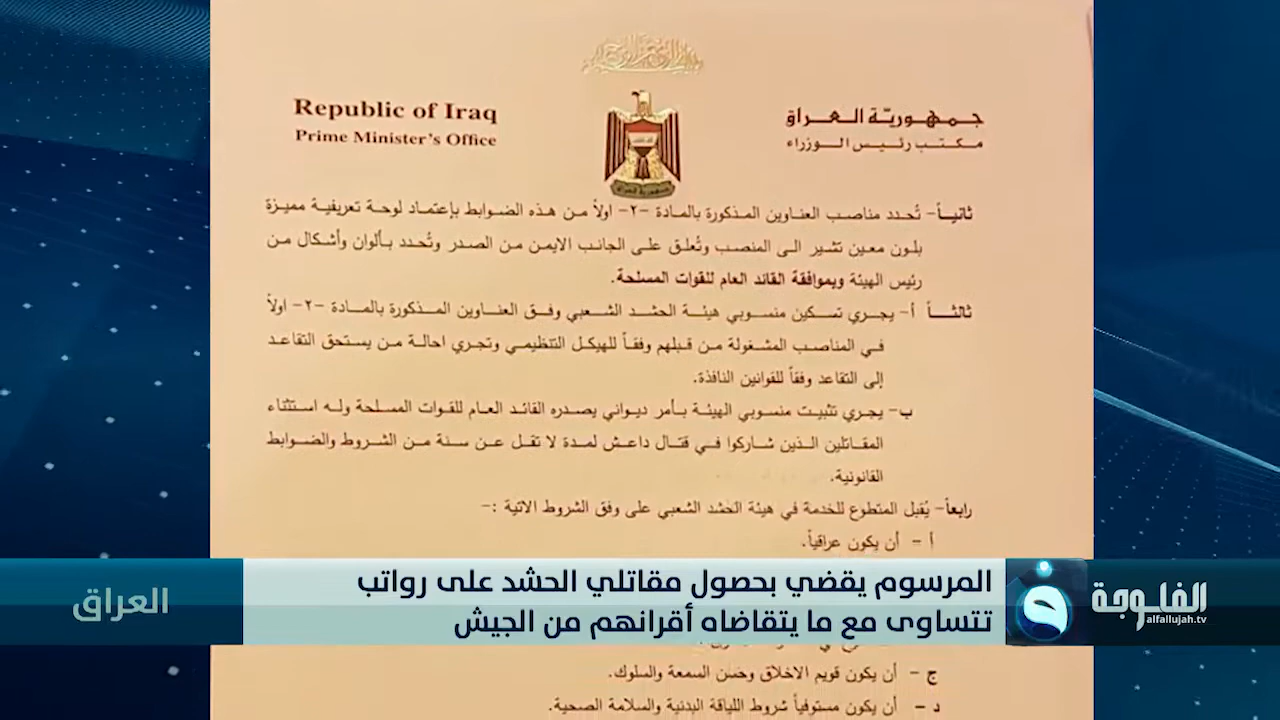 Republic of Iraq
Prime Minister's Office
جمهوريّة العراق
مكتب رئيس الوزراء
ثانياً- تُحدد مناصب العناوين المذكورة بالمادة -٢- اولاً من هذه الضوابط بإعتماد لوحة تعريفية مميزة
بلون معين تشير الى المنصب وتُعلق على الجانب الايمن من الصدر وتُحدد بألوان وأشكال من
رئيس الهيئة وبموافقة القائد العام للقوات المسلحة.
ثالثاً أ- يجري تسكين منسوبي هيئة الحشد الشعبي وفق العناوين المذكورة بالمادة -٢- اولاً
في المناصب المشغولة من قبلهم وفقاً للهيكل التنظيمي وتجري احالة من يستحق التقاعد
إلى التقاعد وفقاً للقوانين النافذة.
ب- يجري تثبيت منسوبي الهيئة بأمر ديواني يصدره القائد العام للقوات المسلحة وله استثناء
المقاتلين الذين شاركوا في قتال داعش لمدة لا تقل عن سنة من الشروط والضوابط
القانونية.
رابعاً- يُقبل المتطوع للخدمة في هيئة الحشد الشعبي على وفق الشروط الاتية :-
أ - أن يكون عراقياً.
المرسوم يقضي بحصول مقاتلي الحشد على رواتب
تتساوى مع ما يتقاضاه أقرانهم من الجيش
العراق
الفلوجة
alfallujah.tv
ج - أن يكون قويم الاخلاق وحسن السمعة والسلوك.
د - أن يكون مستوفياً شروط اللياقة البدنية والسلامة الصحية.